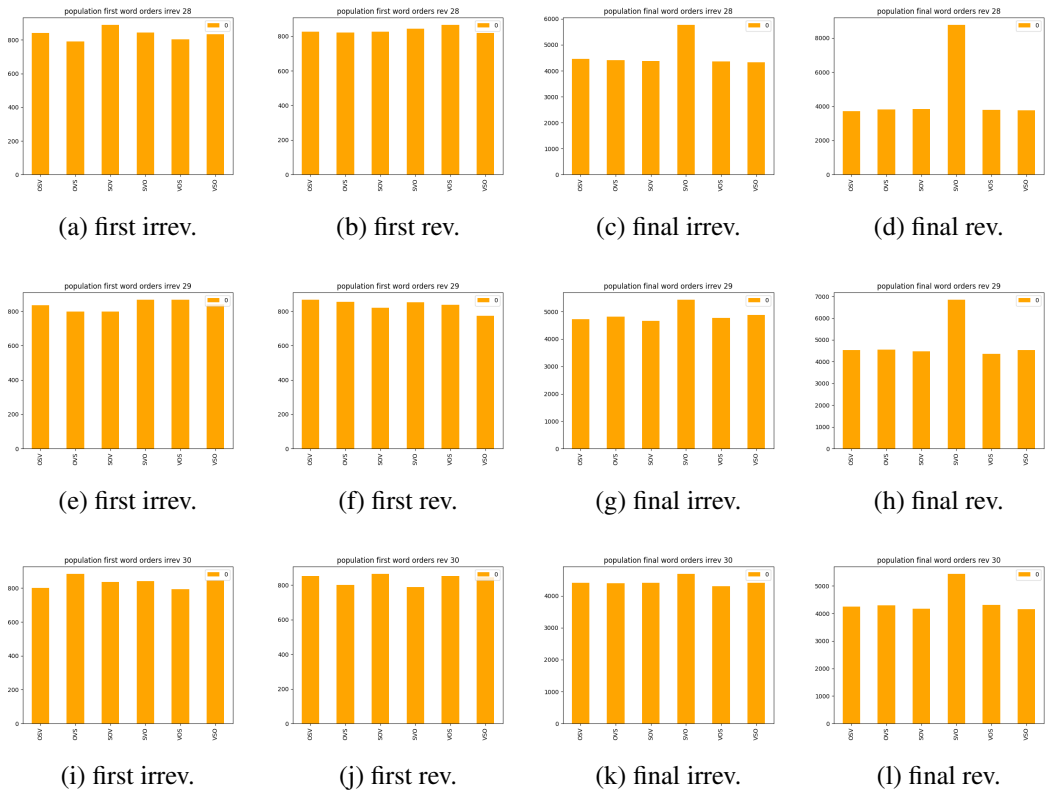 population first word orders irrev 28
0
800
600
400
200
0
OSV OVS SOV SVO VOS VSO
(a) first irrev.
population first word orders rev 28
0
800
600
400
200
0
OSV OVS SOV SVO VOS VSO
(b) first rev.
population final word orders irrev 28
0
6000
5000
4000
3000
2000
1000
0
OSV OVS SOV SVO VOS VSO
(c) final irrev.
population final word orders rev 28
0
8000
6000
4000
2000
0
OSV OVS SOV SVO VOS VSO
(d) final rev.
population first word orders irrev 29
0
800
600
400
200
0
OSV OVS SOV SVO VOS VSO
(e) first irrev.
population first word orders rev 29
0
800
600
400
200
0
OSV OVS SOV SVO VOS VSO
(f) first rev.
population final word orders irrev 29
0
5000
4000
3000
2000
1000
0
OSV OVS SOV SVO VOS VSO
(g) final irrev.
population final word orders rev 29
0
7000
6000
5000
4000
3000
2000
1000
0
OSV OVS SOV SVO VOS VSO
(h) final rev.
population first word orders irrev 30
0
800
600
400
200
0
OSV OVS SOV SVO VOS VSO
(i) first irrev.
population first word orders rev 30
0
800
600
400
200
0
OSV OVS SOV SVO VOS VSO
(j) first rev.
population final word orders irrev 30
0
4000
3000
2000
1000
0
OSV OVS SOV SVO VOS VSO
(k) final irrev.
population final word orders rev 30
0
5000
4000
3000
2000
1000
0
OSV OVS SOV SVO VOS VSO
(l) final rev.